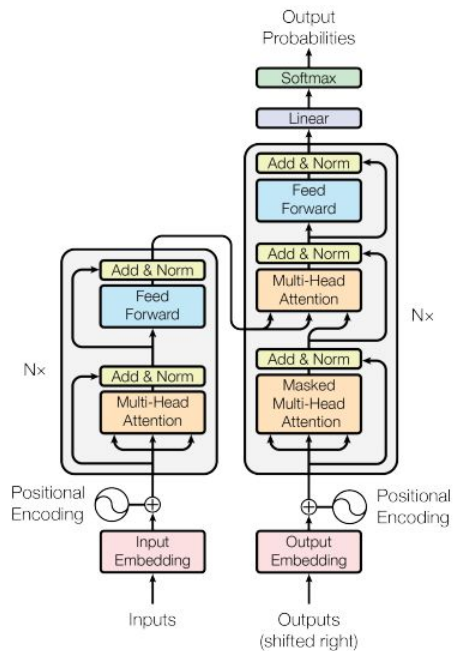 Output
Probabilities
Softmax
Linear
Add & Norm
Feed
Forward
Add & Norm
Multi-Head
Attention
Nx
Add & Norm
Masked
Multi-Head
Attention
Add & Norm
Feed
Forward
Nx
Add & Norm
Multi-Head
Attention
Positional
Encoding
Positional
Encoding
Input
Embedding
Output
Embedding
Inputs
Outputs
(shifted right)